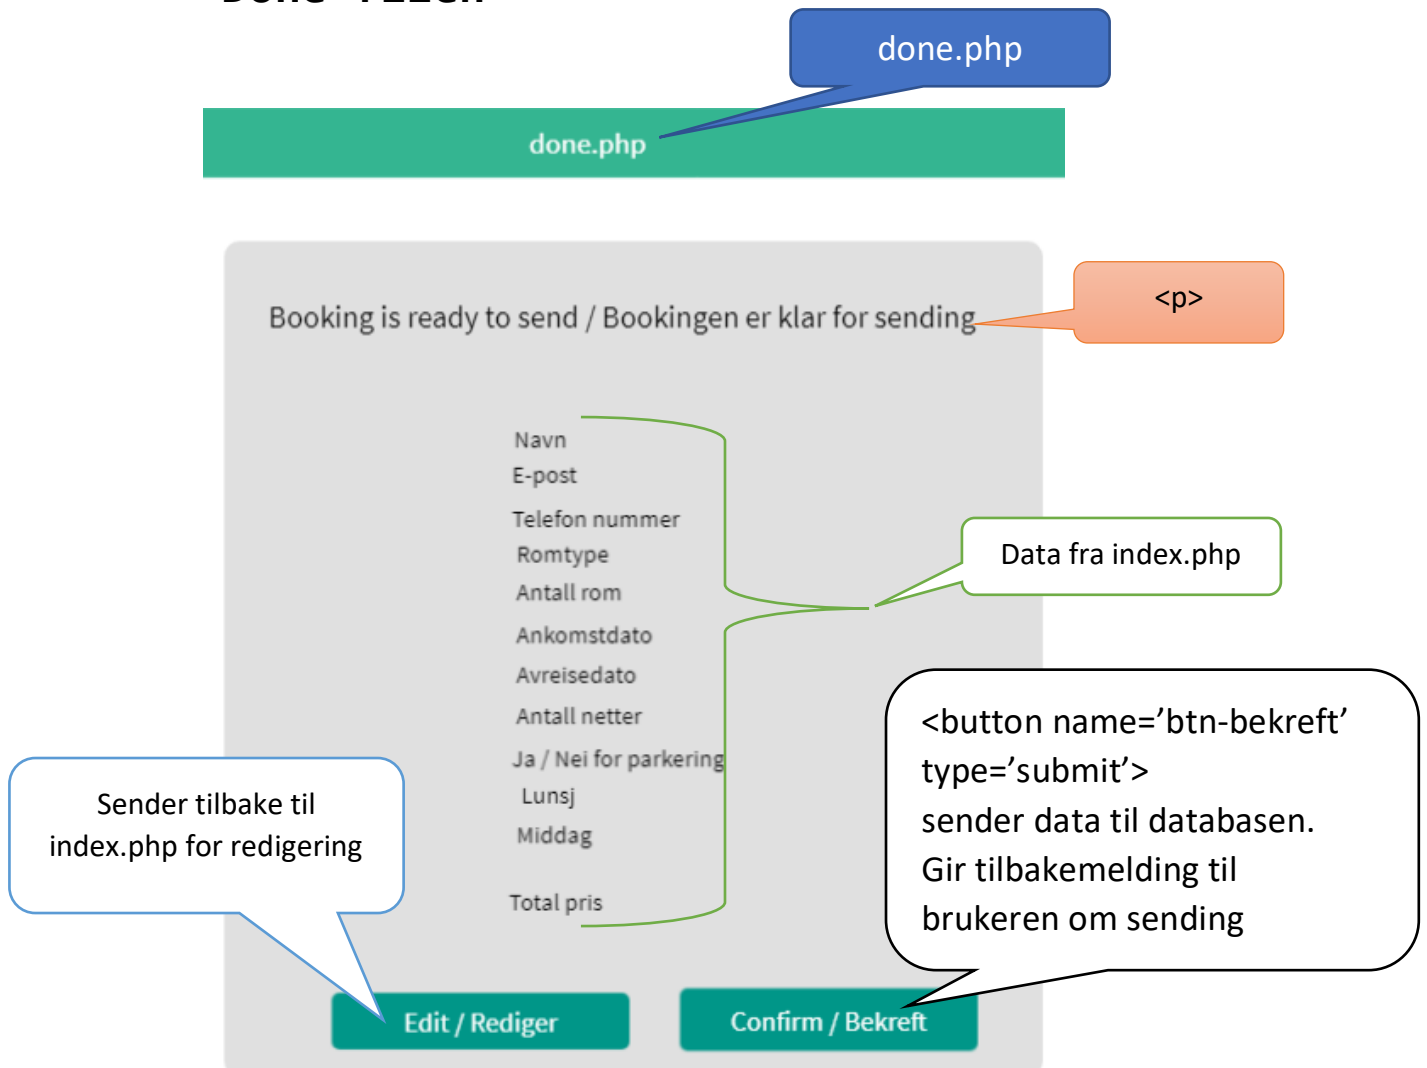 done.php
done.php
Booking is ready to send / Bookingen er klar for sending
<p>
Navn
E-post
Telefon nummer
Romtype
Antall rom
Ankomstdato
Avreisedato
Antall netter
Ja / Nei for parkering
Lunsj
Middag
Total pris
Data fra index.php
<button name=’btn-bekreft’
type=’submit’>
sender data til databasen.
Gir tilbakemelding til
brukeren om sending
Sender tilbake til
index.php for redigering
Edit / Rediger
Confirm / Bekreft